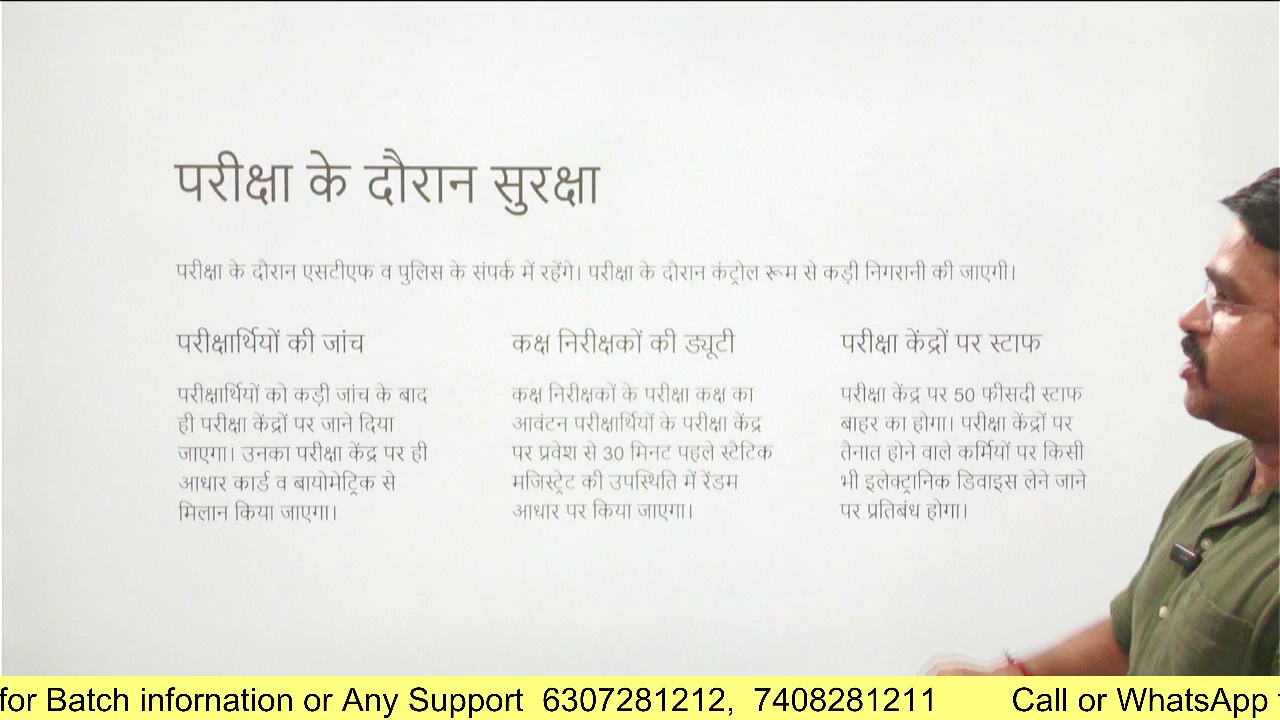 परीक्षा के दौरान सुरक्षा
परीक्षा के दौरान एसटीएफ व पुलिस के संपर्क में रहेंगे। परीक्षा के दौरान कंट्रोल रूम से कड़ी निगरानी की जाएगी।
परीक्षार्थियों की जांच
परीक्षार्थियों को कड़ी जांच के बाद
ही परीक्षा केंद्रों पर जाने दिया
जाएगा। उनका परीक्षा केंद्र पर ही
आधार कार्ड व बायोमेट्रिक से
मिलान किया जाएगा।
कक्ष निरीक्षकों की ड्यूटी
कक्ष निरीक्षकों के परीक्षा कक्ष का
आवंटन परीक्षार्थियों के परीक्षा केंद्र
पर प्रवेश से 30 मिनट पहले स्टैटिक
मजिस्ट्रेट की उपस्थिति में रेंडम
आधार पर किया जाएगा।
परीक्षा केंद्रों पर स्टाफ
परीक्षा केंद्र पर 50 फीसदी स्टाफ
बाहर का होगा। परीक्षा केंद्रों पर
तैनात होने वाले कर्मियों पर किसी
भी इलेक्ट्रानिक डिवाइस लेने जाने
पर प्रतिबंध होगा।
for Batch infornation or Any Support 6307281212, 7408281211 Call or WhatsApp